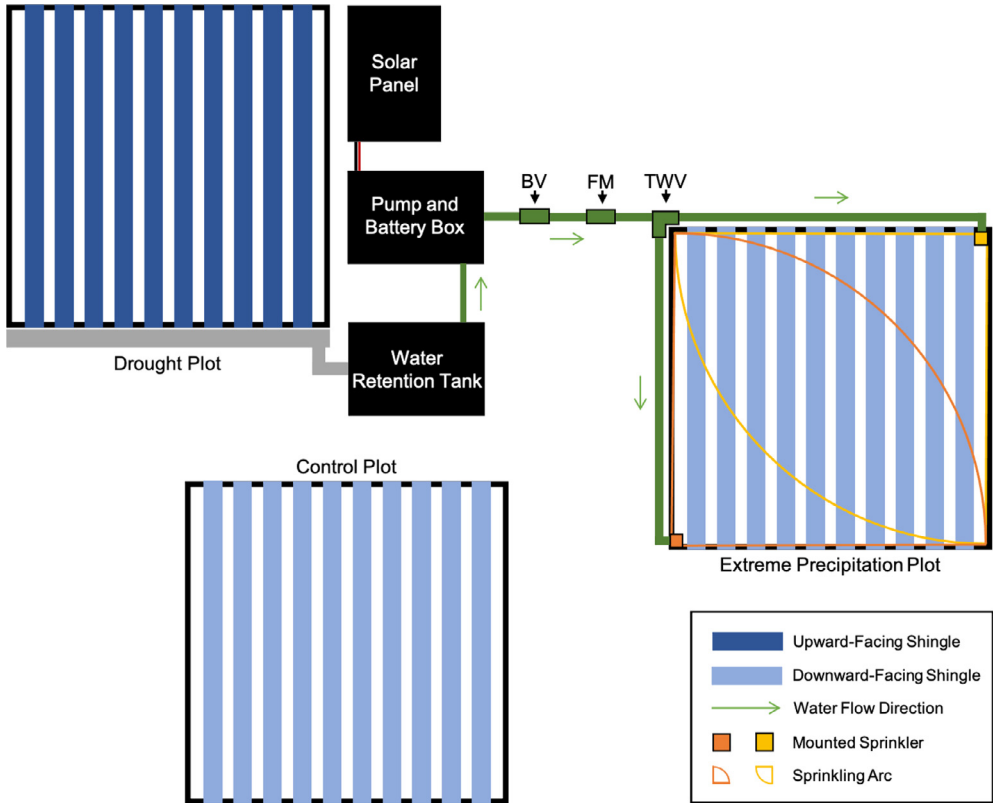 Solar
Panel
Pump and
Battery Box
BV
FM
TWV
Drought Plot
Water
Retention Tank
Control Plot
Extreme Precipitation Plot
Upward-Facing Shingle
Downward-Facing Shingle
Water Flow Direction
Mounted Sprinkler
Sprinkling Arc